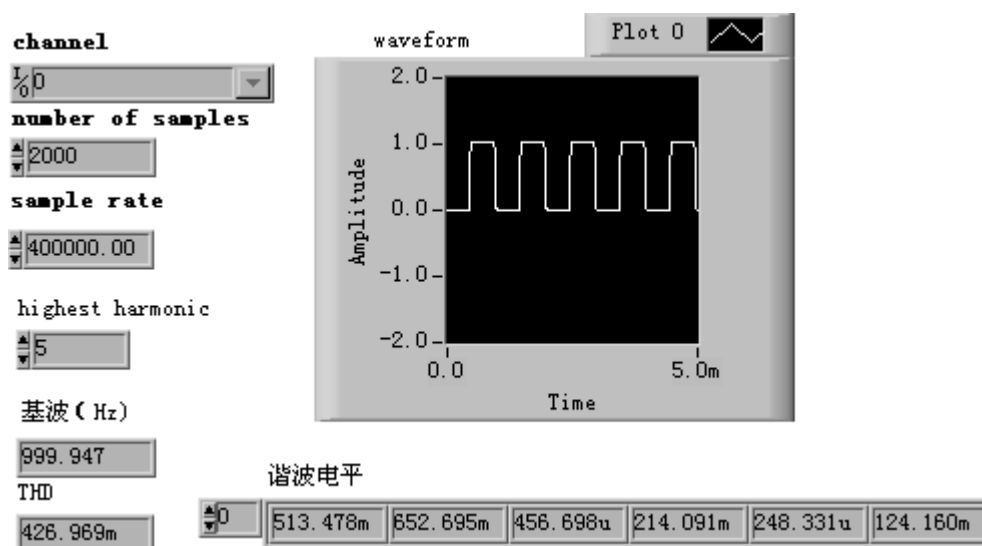 channel
I/O 0
number of samples
2000
sample rate
400000.00
highest harmonic
5
基波(Hz)
999.947
THD
426.969m
waveform
Plot 0
Amplitude
2.0
1.0
0.0
-1.0
-2.0
0.0 5.0m
Time
谐波电平
0 513.478m 652.695m 456.698u 214.091m 248.331u 124.160m